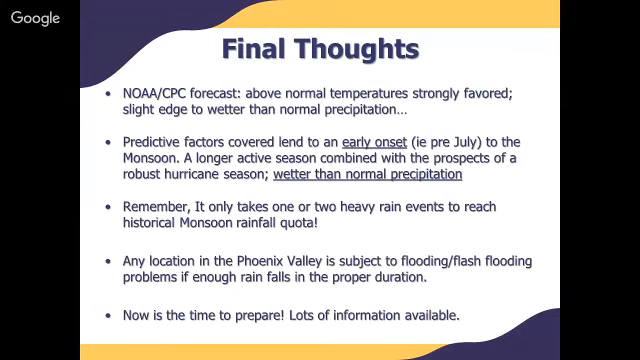 Google
Final Thoughts
• NOAA/CPC forecast: above normal temperatures strongly favored;
slight edge to wetter than normal precipitation…
• Predictive factors covered lend to an early onset (ie pre July) to the
Monsoon. A longer active season combined with the prospects of a
robust hurricane season; wetter than normal precipitation
• Remember, It only takes one or two heavy rain events to reach
historical Monsoon rainfall quota!
• Any location in the Phoenix Valley is subject to flooding/flash flooding
problems if enough rain falls in the proper duration.
• Now is the time to prepare! Lots of information available.